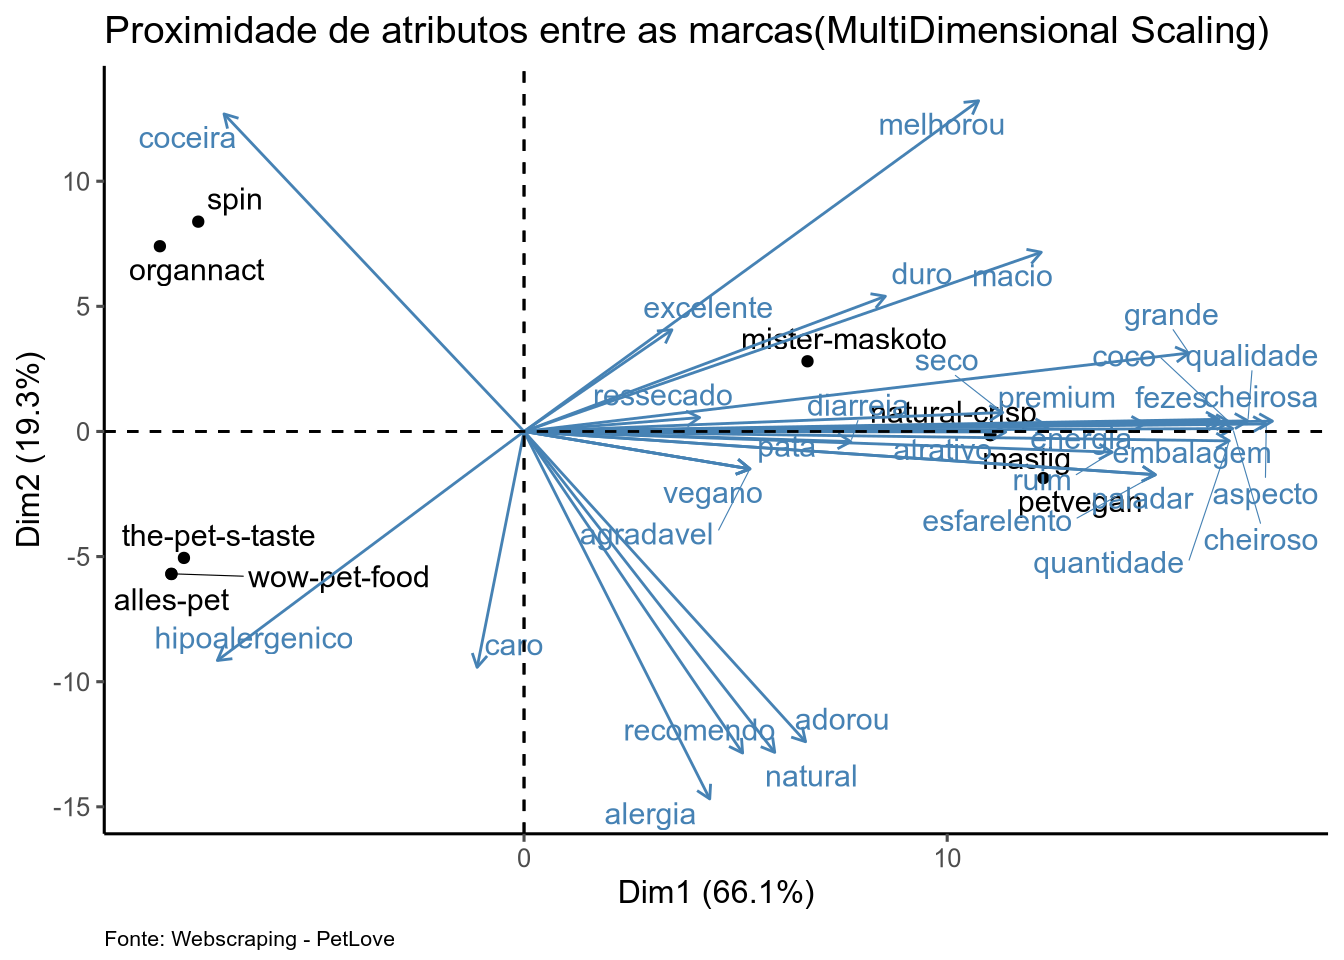 Proximidade de atributos entre as marcas(MultiDimensional Scaling)
coceira
melhorou
10
spin
organnact
duro
macio
5
excelente
grande
mister-maskoto
seco
coco
qualidade
ressecado
diarreia
premium
fezes
cheirosa
natural-crisp
0
pata
atrativo
energia
embalagem
mastig
ruim
vegano
petvegan
paladar
aspecto
esfarelento
agradavel
cheiroso
quantidade
-5
the-pet-s-taste
wow-pet-food
alles-pet
hipoalergenico
caro
-10
recomendo
adorou
natural
alergia
-15
0
10
Dim2 (19.3%)
Dim1 (66.1%)
Fonte: Webscraping - PetLove